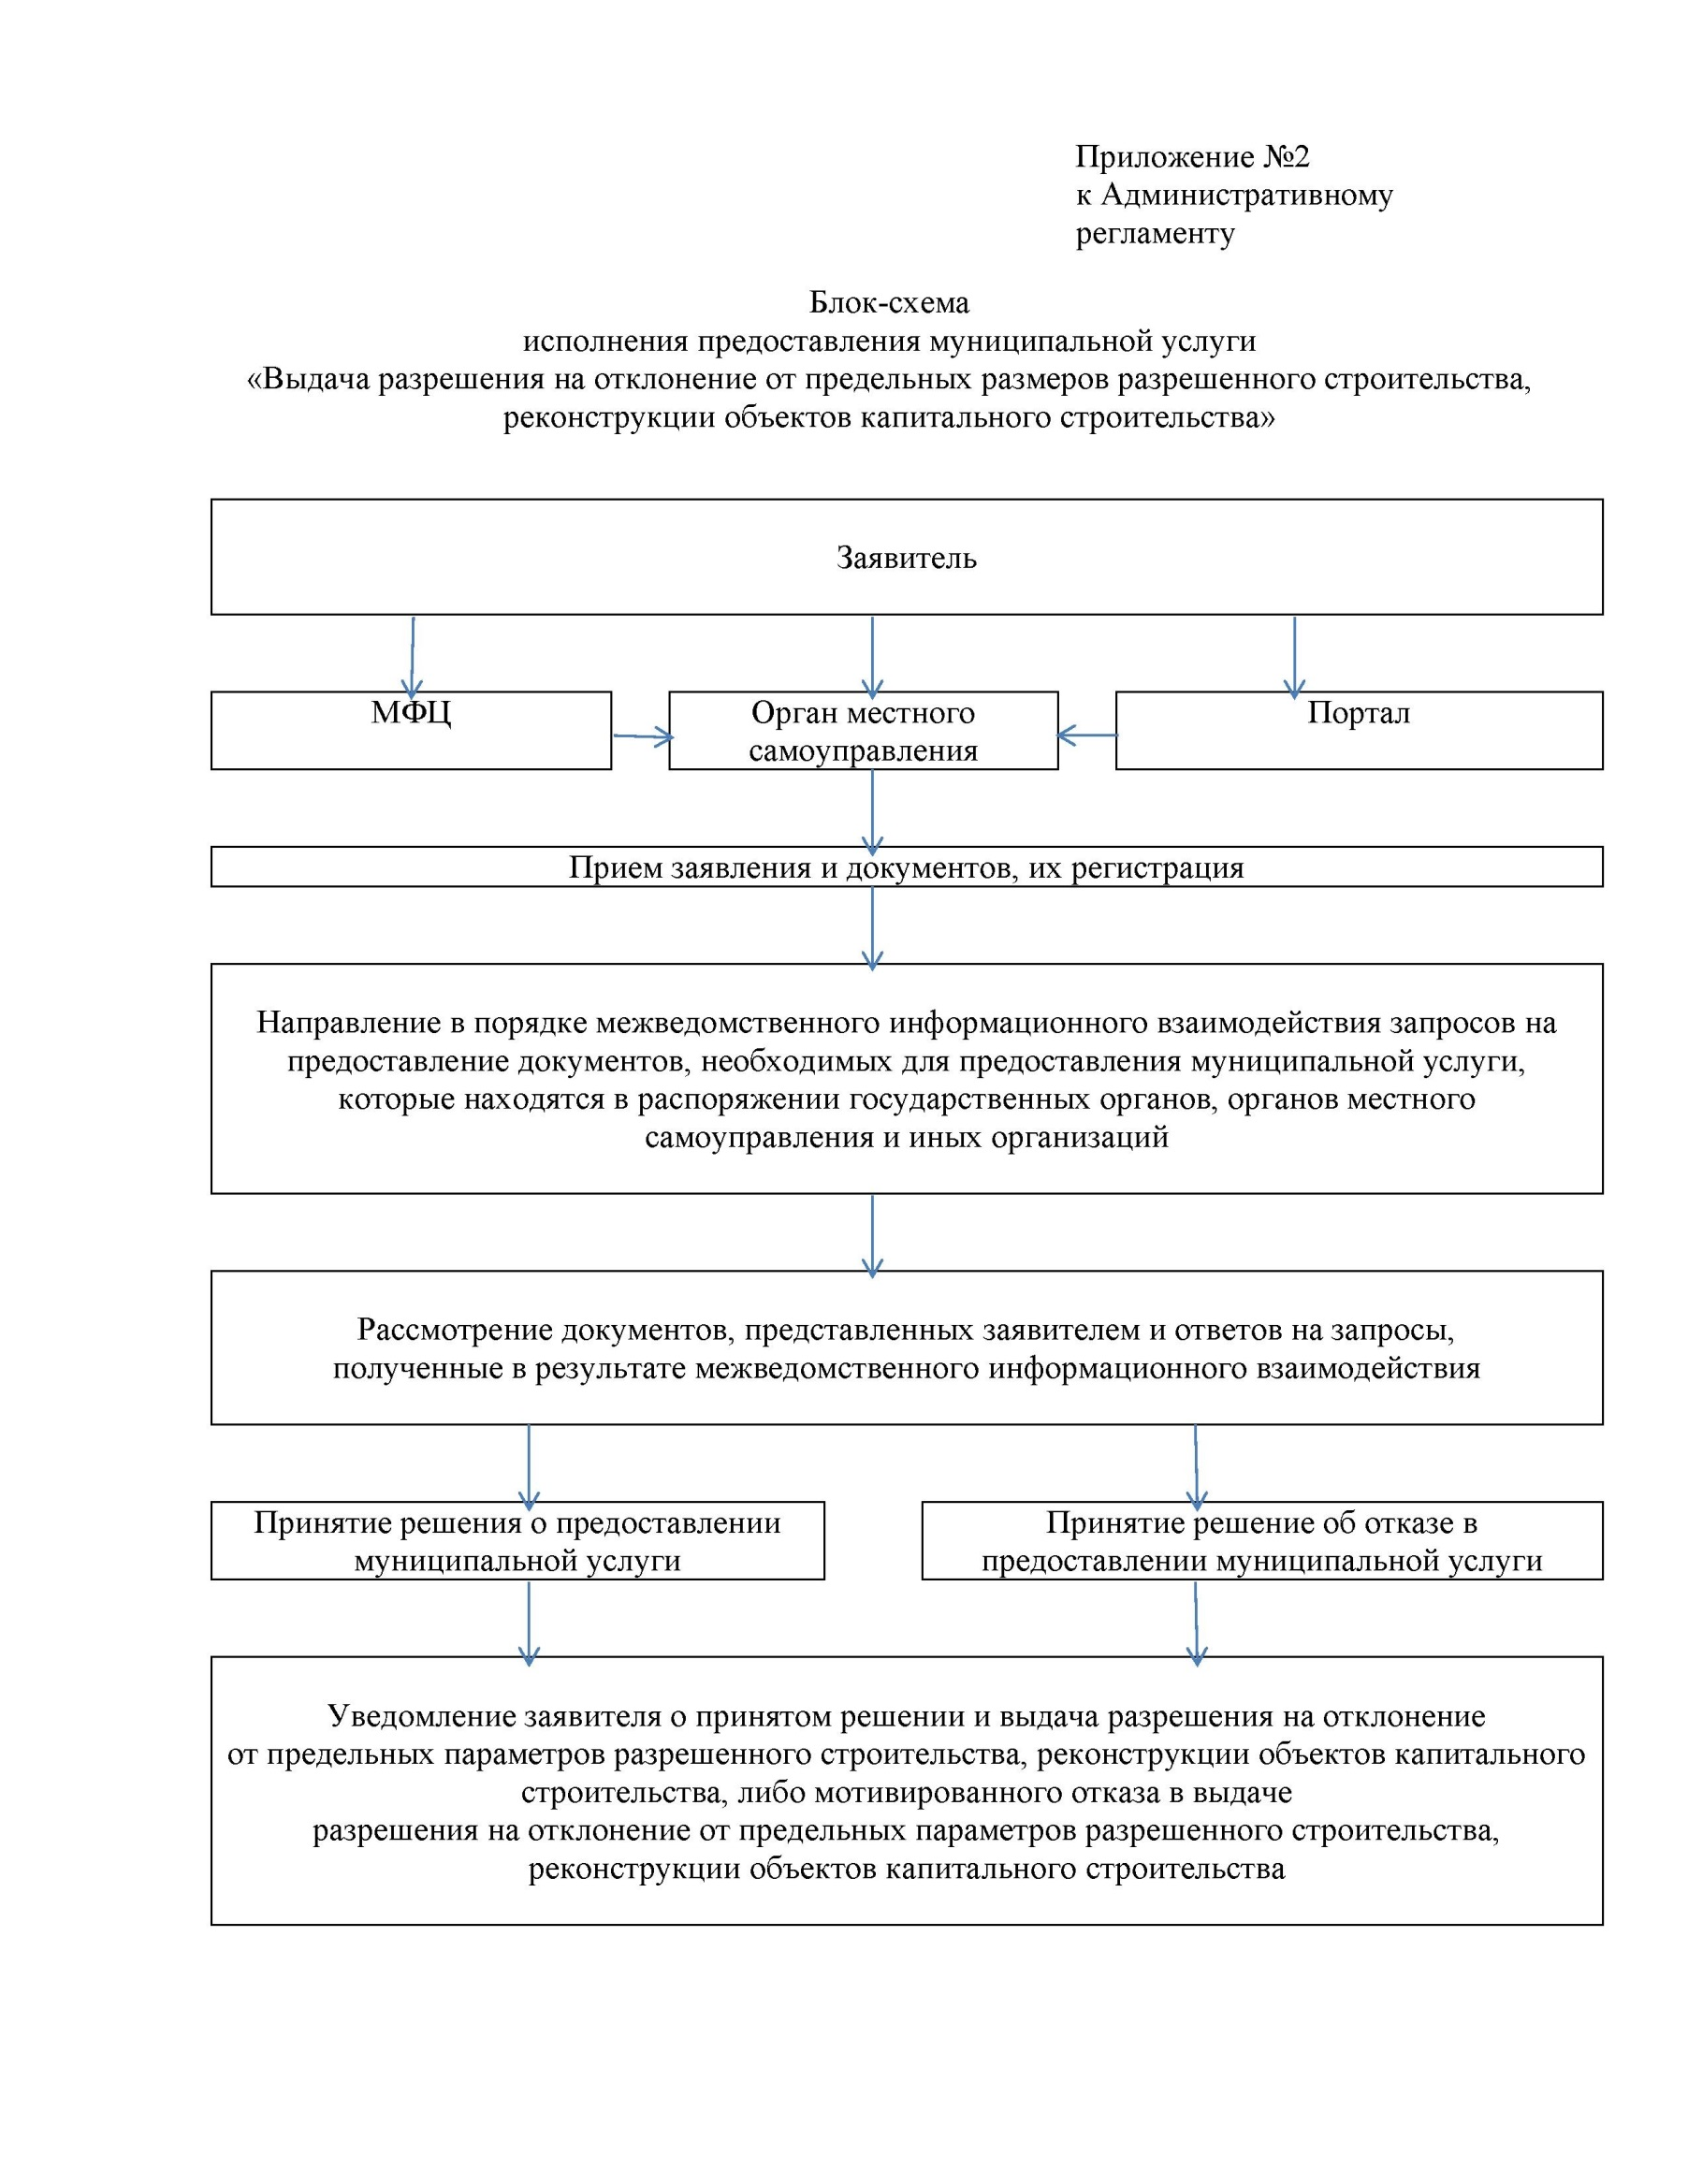 Приложение №2
к Административному
регламенту
Блок-схема
исполнения предоставления муниципальной услуги
«Выдача разрешения на отклонение от предельных размеров разрешенного строительства,
реконструкции объектов капитального строительства»
Заявитель
МФЦ
Орган местного
самоуправления
Портал
Прием заявления и документов, их регистрация
Направление в порядке межведомственного информационного взаимодействия запросов на
предоставление документов, необходимых для предоставления муниципальной услуги,
которые находятся в распоряжении государственных органов, органов местного
самоуправления и иных организаций
Рассмотрение документов, представленных заявителем и ответов на запросы,
полученные в результате межведомственного информационного взаимодействия
Принятие решения о предоставлении
муниципальной услуги
Принятие решение об отказе в
предоставлении муниципальной услуги
Уведомление заявителя о принятом решении и выдача разрешения на отклонение
от предельных параметров разрешенного строительства, реконструкции объектов капитального
строительства, либо мотивированного отказа в выдаче
разрешения на отклонение от предельных параметров разрешенного строительства,
реконструкции объектов капитального строительства